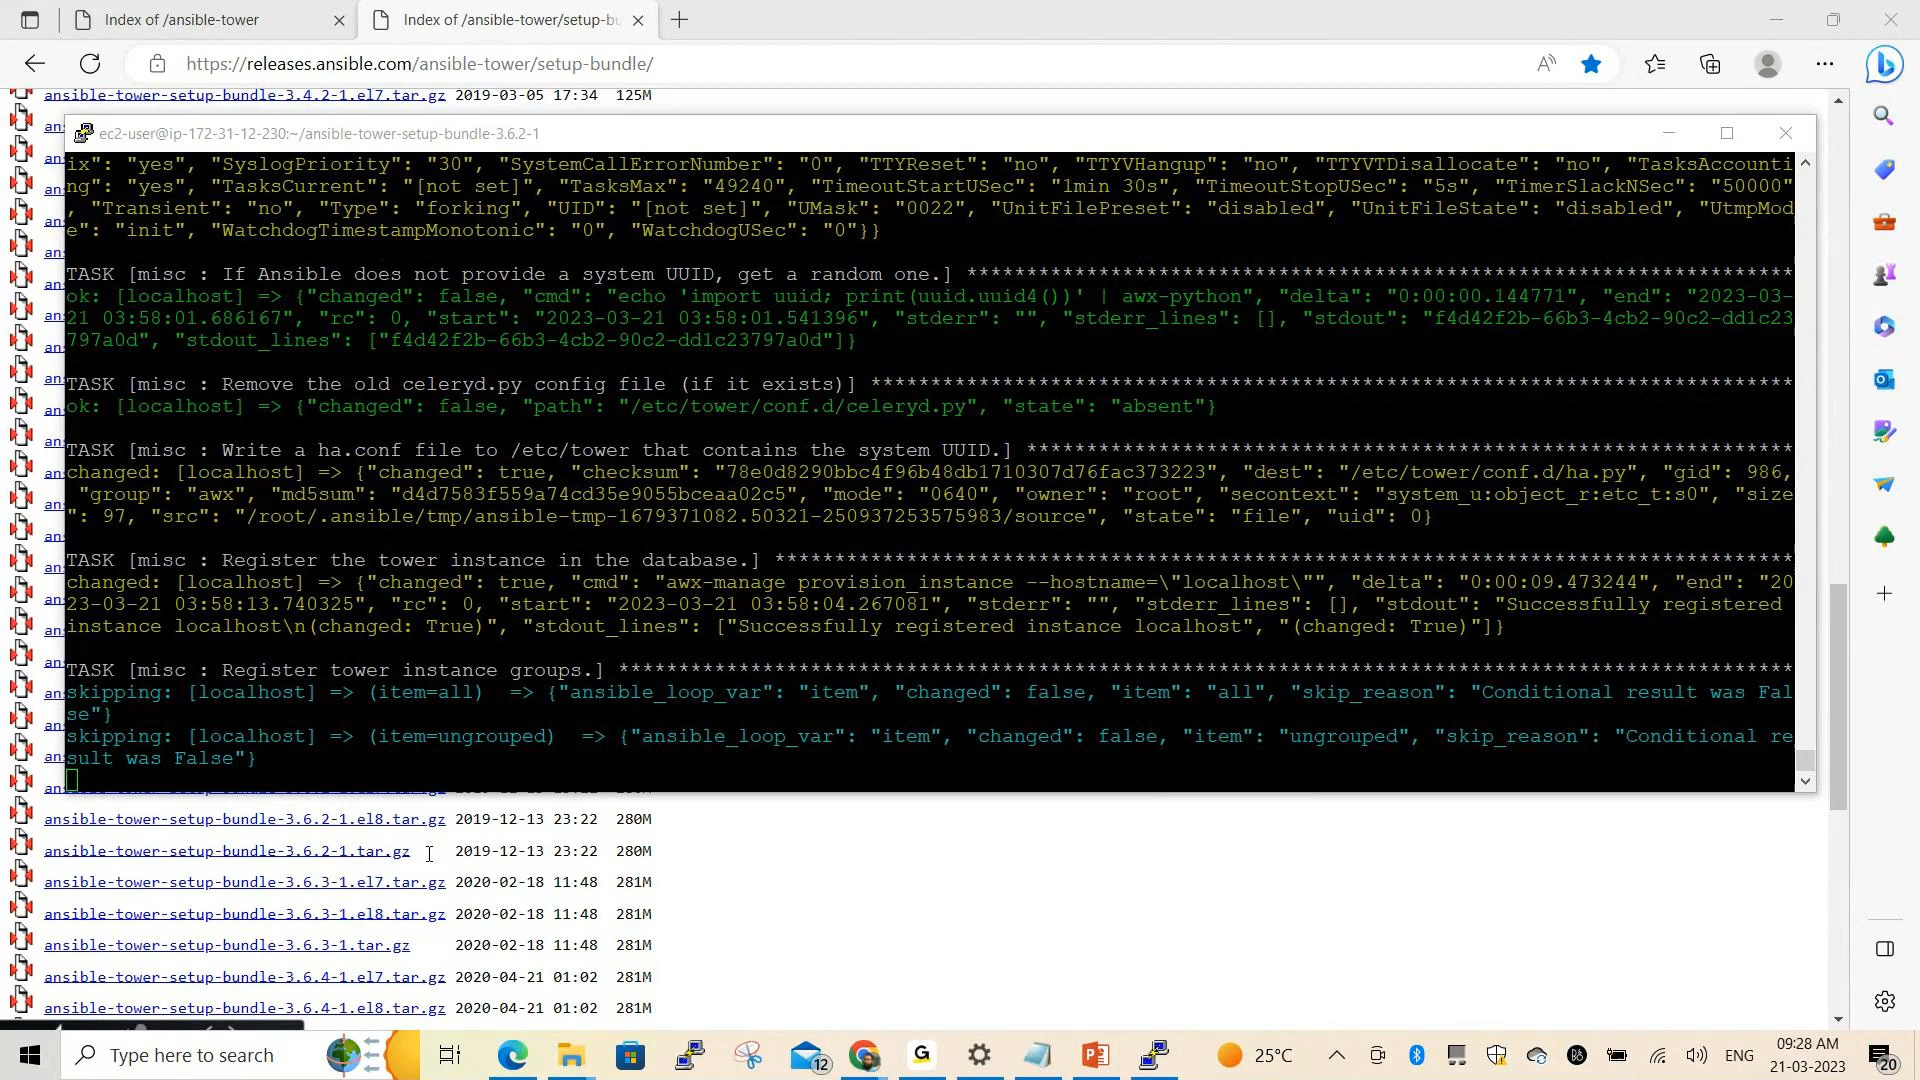 Index of /ansible-tower
Index of /ansible-tower/setup-bu
https://releases.ansible.com/ansible-tower/setup-bundle/
ansible-tower-setup-bundle-3.4.2-1.el7.tar.gz 2019-03-05 17:34 125M
ec2-user@ip-172-31-12-230:~/ansible-tower-setup-bundle-3.6.2-1
ix": "yes", "SyslogPriority": "30", "SystemCallErrorNumber": "0", "TTYReset": "no", "TTYVHangup": "no", "TTYVTDisallocate": "no", "TasksAccounti
ng": "yes", "TasksCurrent": "[not set]", "TasksMax": "49240", "TimeoutStartUSec": "1min 30s", "TimeoutStopUSec": "5s", "TimerSlackNSec": "50000"
, "Transient": "no", "Type": "forking", "UID": "[not set]", "UMask": "0022", "UnitFilePreset": "disabled", "UnitFileState": "disabled", "UtmpMod
e": "init", "WatchdogTimestampMonotonic": "0", "WatchdogUSec": "0"}}
TASK [misc : If Ansible does not provide a system UUID, get a random one.] *********************************************************************
ok: [localhost] => {"changed": false, "cmd": "echo 'import uuid; print(uuid.uuid4())' | awx-python", "delta": "0:00:00.144771", "end": "2023-03-
21 03:58:01.686167", "rc": 0, "start": "2023-03-21 03:58:01.541396", "stderr": "", "stderr_lines": [], "stdout": "f4d42f2b-66b3-4cb2-90c2-dd1c23
797a0d", "stdout_lines": ["f4d42f2b-66b3-4cb2-90c2-dd1c23797a0d"]}
TASK [misc : Remove the old celeryd.py config file (if it exists)] *****************************************************************************
ok: [localhost] => {"changed": false, "path": "/etc/tower/conf.d/celeryd.py", "state": "absent"}
TASK [misc : Write a ha.conf file to /etc/tower that contains the system UUID.] ****************************************************************
changed: [localhost] => {"changed": true, "checksum": "78e0d8290bbc4f96b48db1710307d76fac373223", "dest": "/etc/tower/conf.d/ha.py", "gid": 986,
"group": "awx", "md5sum": "d4d7583f559a74cd35e9055bceaa02c5", "mode": "0640", "owner": "root", "secontext": "system_u:object_r:etc_t:s0", "size
": 97, "src": "/root/.ansible/tmp/ansible-tmp-1679371082.50321-250937253575983/source", "state": "file", "uid": 0}
TASK [misc : Register the tower instance in the database.] *************************************************************************************
changed: [localhost] => {"changed": true, "cmd": "awx-manage provision_instance --hostname=\"localhost\"", "delta": "0:00:09.473244", "end": "20
23-03-21 03:58:13.740325", "rc": 0, "start": "2023-03-21 03:58:04.267081", "stderr": "", "stderr_lines": [], "stdout": "Successfully registered
instance localhost\n(changed: True)", "stdout_lines": ["Successfully registered instance localhost", "(changed: True)"]}
TASK [misc : Register tower instance groups.] **************************************************************************************************
skipping: [localhost] => (item=all)  => {"ansible_loop_var": "item", "changed": false, "item": "all", "skip_reason": "Conditional result was Fal
se"}
skipping: [localhost] => (item=ungrouped)  => {"ansible_loop_var": "item", "changed": false, "item": "ungrouped", "skip_reason": "Conditional re
sult was False"}
ansible-tower-setup-bundle-3.6.2-1.el8.tar.gz 2019-12-13 23:22 280M
ansible-tower-setup-bundle-3.6.2-1.tar.gz 2019-12-13 23:22 280M
ansible-tower-setup-bundle-3.6.3-1.el7.tar.gz 2020-02-18 11:48 281M
ansible-tower-setup-bundle-3.6.3-1.el8.tar.gz 2020-02-18 11:48 281M
ansible-tower-setup-bundle-3.6.3-1.tar.gz 2020-02-18 11:48 281M
ansible-tower-setup-bundle-3.6.4-1.el7.tar.gz 2020-04-21 01:02 281M
ansible-tower-setup-bundle-3.6.4-1.el8.tar.gz 2020-04-21 01:02 281M
Type here to search
12
25°C
ENG
09:28 AM
21-03-2023
20